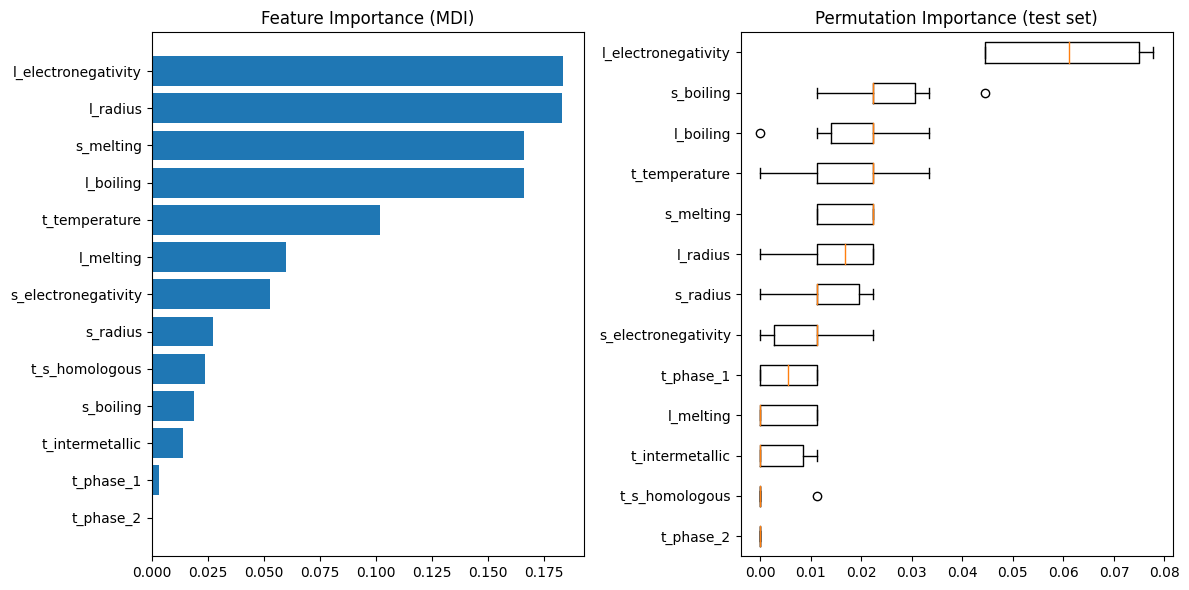 Feature Importance (MDI)
l_electronegativity
l_radius
s_melting
l_boiling
t_temperature
l_melting
s_electronegativity
s_radius
t_s_homologous
s_boiling
t_intermetallic
t_phase_1
t_phase_2
0.000 0.025 0.050 0.075 0.100 0.125 0.150 0.175
Permutation Importance (test set)
l_electronegativity
s_boiling
l_boiling
t_temperature
s_melting
l_radius
s_radius
s_electronegativity
t_phase_1
l_melting
t_intermetallic
t_s_homologous
t_phase_2
0.00 0.01 0.02 0.03 0.04 0.05 0.06 0.07 0.08